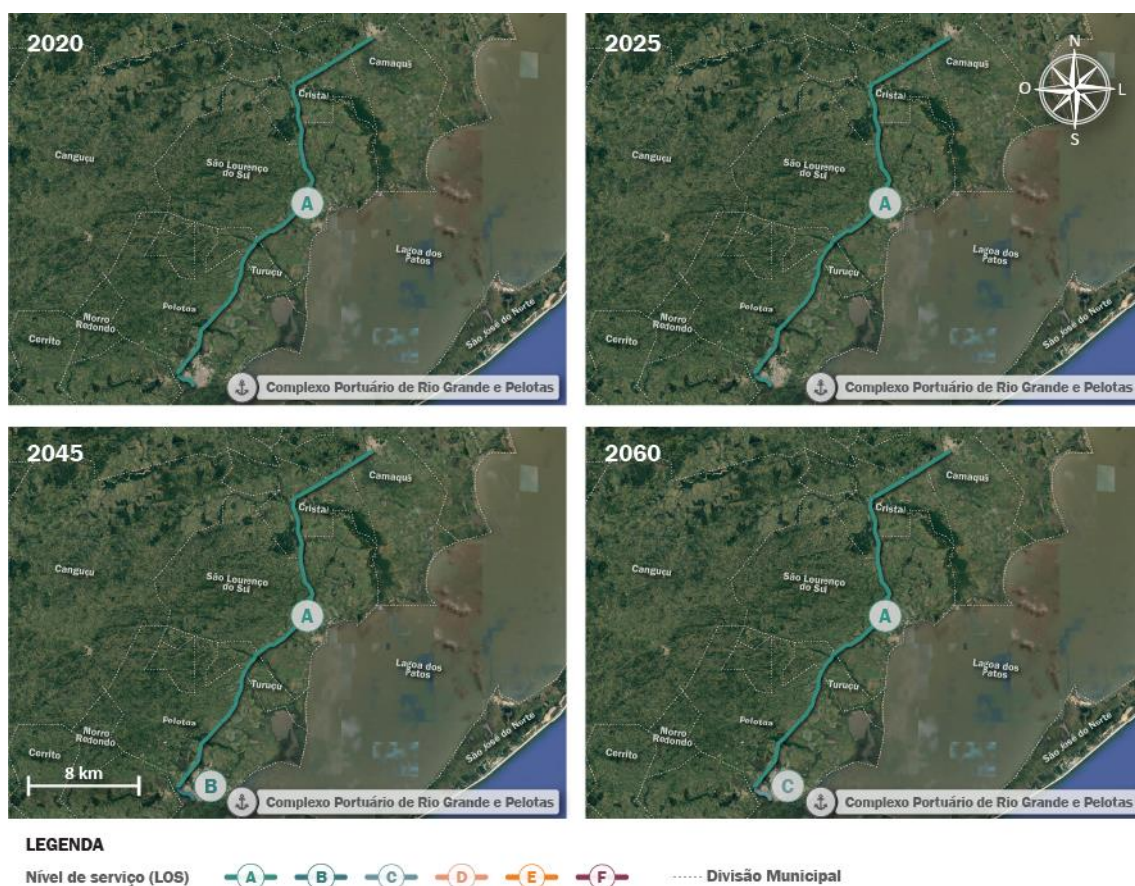 2020
Camaquã
Cristal
Canguçu
São Lourenço
do Sul
A
Lagoa dos
Patos
Turuçu
Pelotas
Morro
Redondo
Cerrito
São José do Norte
Complexo Portuário de Rio Grande e Pelotas
2025
N
O
L
S
Camaquã
Cristal
Canguçu
São Lourenço
do Sul
A
Lagoa dos
Patos
Turuçu
Pelotas
Morro
Redondo
Cerrito
São José do Norte
Complexo Portuário de Rio Grande e Pelotas
2045
Camaquã
Cristal
Canguçu
São Lourenço
do Sul
A
Lagoa dos
Patos
Turuçu
Pelotas
Morro
Redondo
Cerrito
São José do Norte
8 km
B
Complexo Portuário de Rio Grande e Pelotas
2060
Camaquã
Cristal
Canguçu
São Lourenço
do Sul
A
Lagoa dos
Patos
Turuçu
Pelotas
Morro
Redondo
Cerrito
São José do Norte
C
Complexo Portuário de Rio Grande e Pelotas
LEGENDA
Nível de serviço (LOS) A B C D E F Divisão Municipal